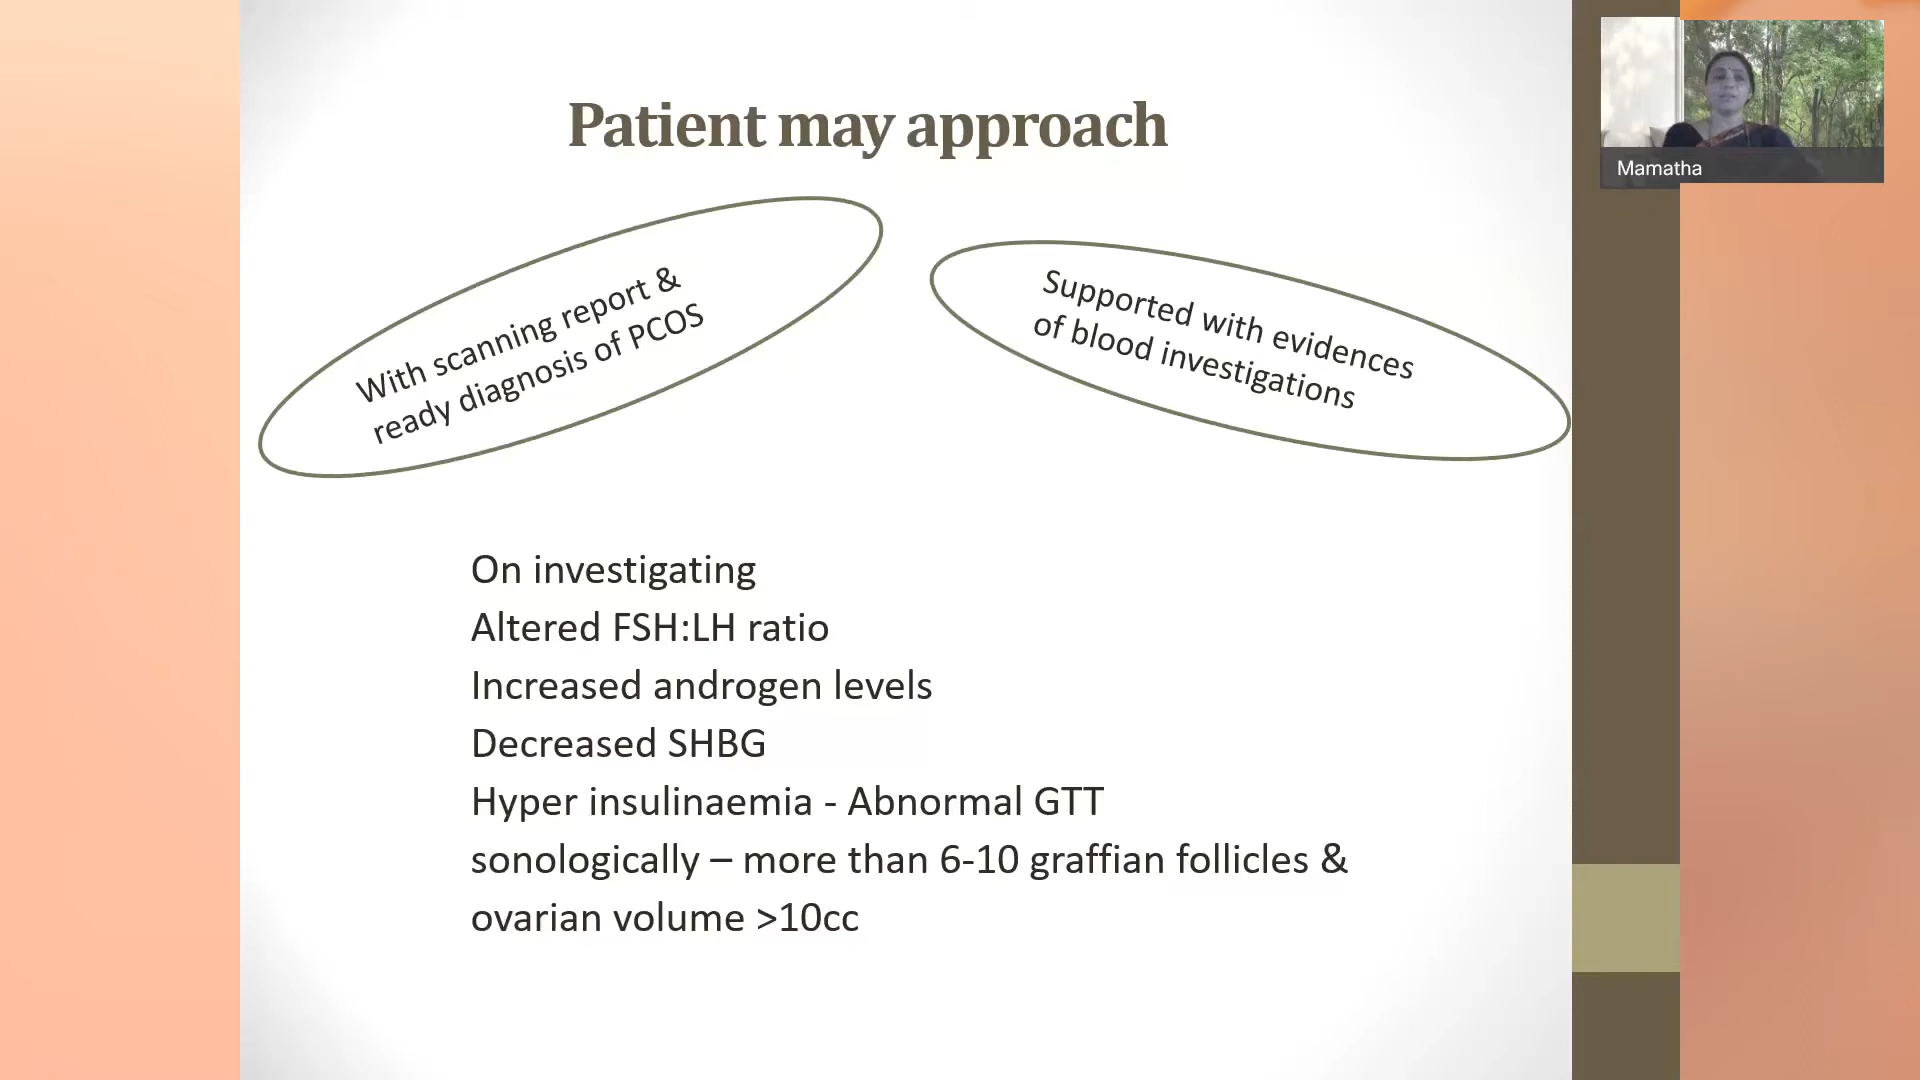 Patient may approach
Mamatha
With scanning report &
ready diagnosis of PCOS
Supported with evidences
of blood investigations
On investigating
Altered FSH:LH ratio
Increased androgen levels
Decreased SHBG
Hyper insulinaemia - Abnormal GTT
sonologically – more than 6-10 graffian follicles &
ovarian volume >10cc